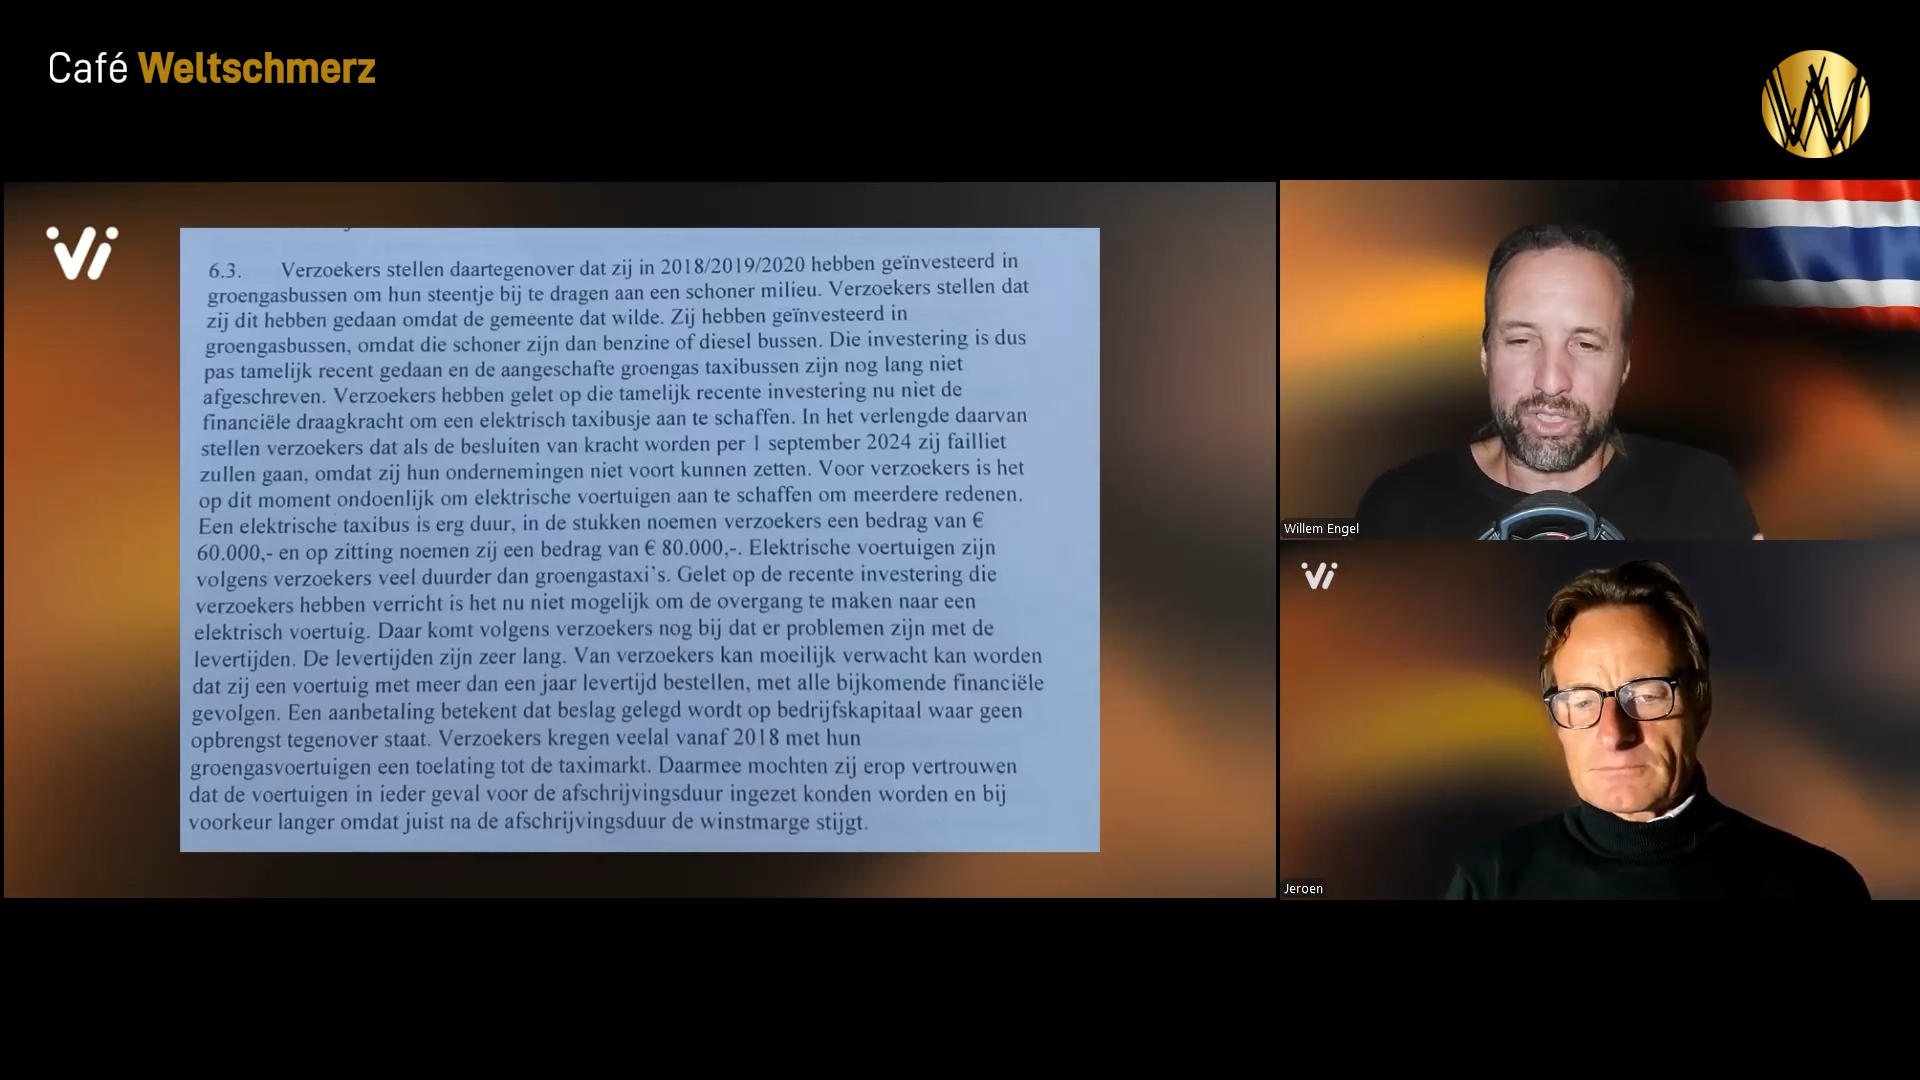 Café Weltschmerz
6.3. Verzoekers stellen daartegenover dat zij in 2018/2019/2020 hebben geïnvesteerd in
groengasbussen om hun steentje bij te dragen aan een schoner milieu. Verzoekers stellen dat
zij dit hebben gedaan omdat de gemeente dat wilde. Zij hebben geïnvesteerd in
groengasbussen, omdat die schoner zijn dan benzine of diesel bussen. Die investering is dus
pas tamelijk recent gedaan en de aangeschafte groengas taxibussen zijn nog lang niet
afgeschreven. Verzoekers hebben gelet op die tamelijk recente investering nu niet de
financiële draagkracht om een elektrisch taxibusje aan te schaffen. In het verlengde daarvan
stellen verzoekers dat als de besluiten van kracht worden per 1 september 2024 zij failliet
zullen gaan, omdat zij hun ondernemingen niet voort kunnen zetten. Voor verzoekers is het
op dit moment ondoenlijk om elektrische voertuigen aan te schaffen om meerdere redenen.
Een elektrische taxibus is erg duur, in de stukken noemen verzoekers een bedrag van €
60.000,- en op zitting noemen zij een bedrag van € 80.000,-. Elektrische voertuigen zijn
volgens verzoekers veel duurder dan groengastaxi's. Gelet op de recente investering die
verzoekers hebben verricht is het nu niet mogelijk om de overgang te maken naar een
elektrisch voertuig. Daar komt volgens verzoekers nog bij dat er problemen zijn met de
levertijden. De levertijden zijn zeer lang. Van verzoekers kan moeilijk verwacht kan worden
dat zij een voertuig met meer dan een jaar levertijd bestellen, met alle bijkomende financiële
gevolgen. Een aanbetaling betekent dat beslag gelegd wordt op bedrijfskapitaal waar geen
opbrengst tegenover staat. Verzoekers kregen veelal vanaf 2018 met hun
groengasvoertuigen een toelating tot de taximarkt. Daarmee mochten zij erop vertrouwen
dat de voertuigen in ieder geval voor de afschrijvingsduur ingezet konden worden en bij
voorkeur langer omdat juist na de afschrijvingsduur de winstmarge stijgt.
Willem Engel
Jeroen